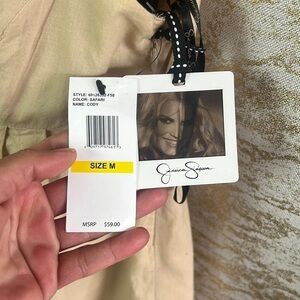 COLOR: SAFARI
NAME: CODY
SIZE M
MSRP $59.00
Jessica Simpson